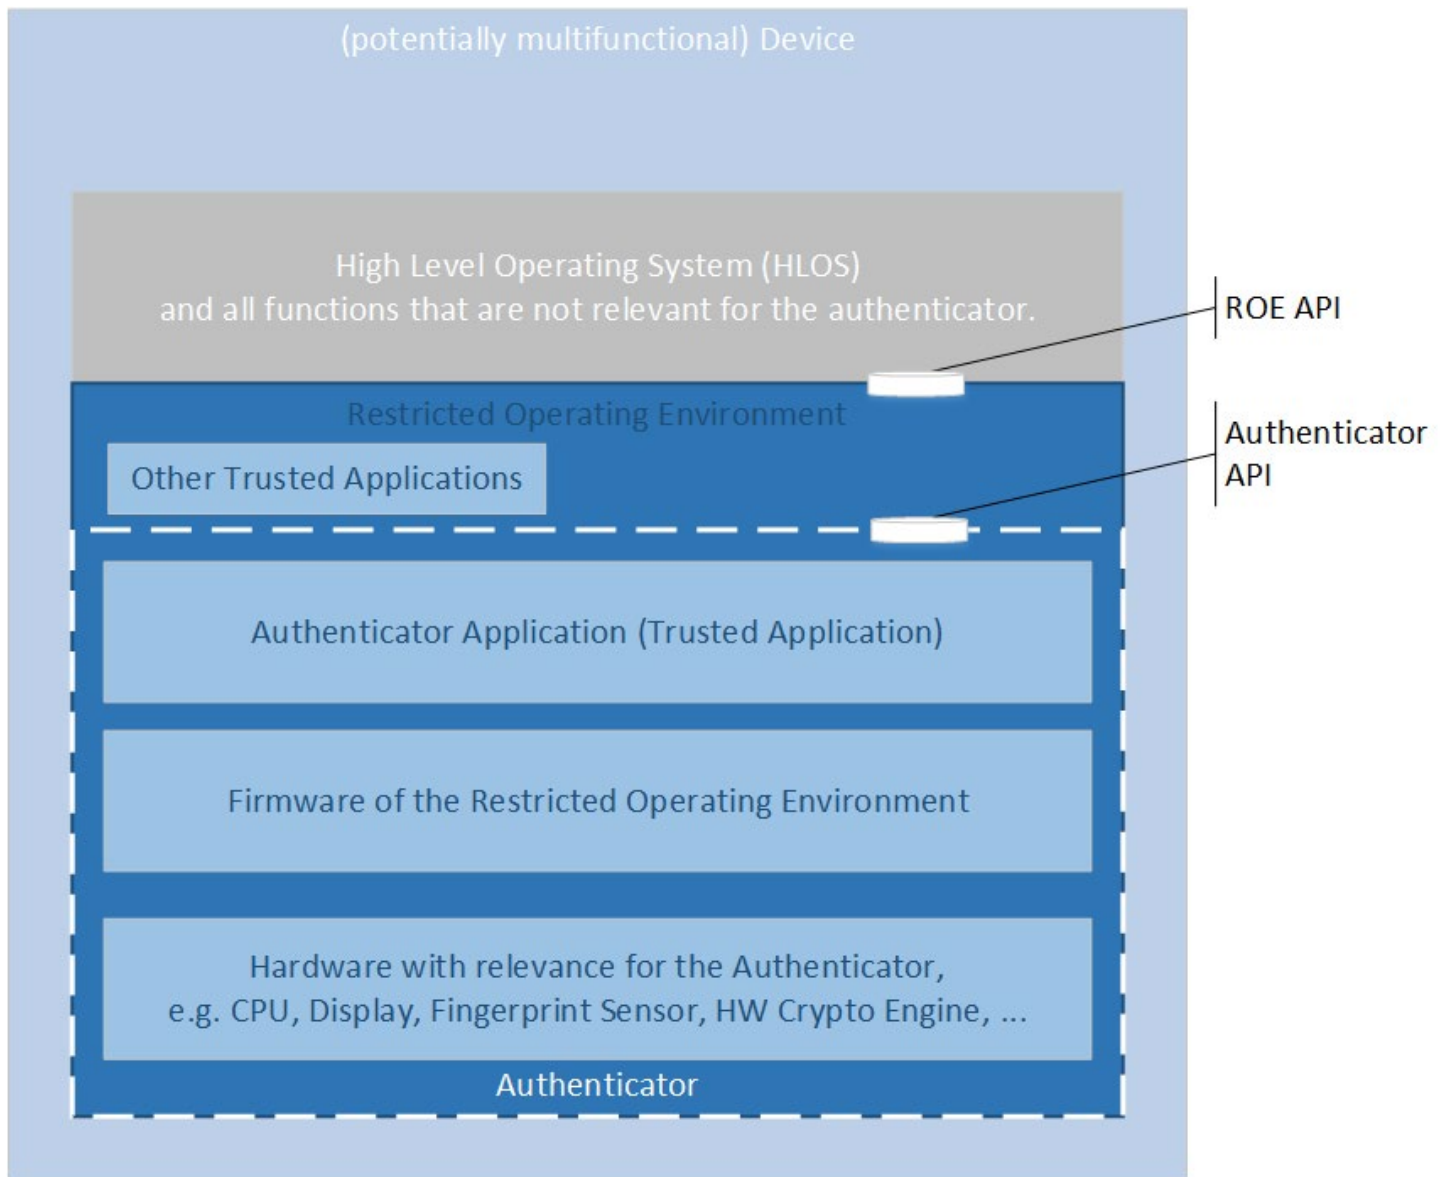 (potentially multifunctional) Device
High Level Operating System (HLOS)
and all functions that are not relevant for the authenticator.
ROE API
Restricted Operating Environment
Authenticator
API
Other Trusted Applications
Authenticator Application (Trusted Application)
Firmware of the Restricted Operating Environment
Hardware with relevance for the Authenticator,
e.g. CPU, Display, Fingerprint Sensor, HW Crypto Engine, ...
Authenticator